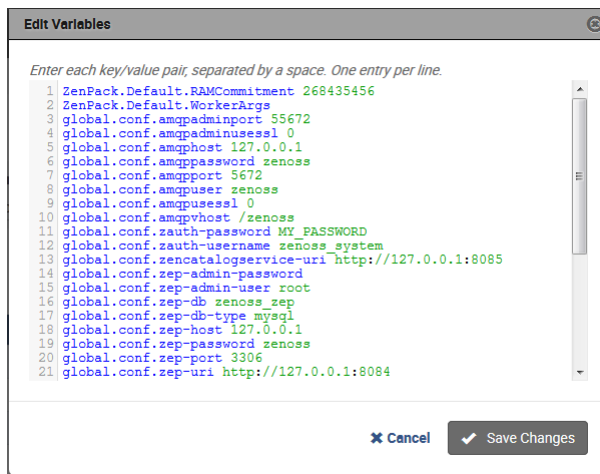 Edit Variables
Enter each key/value pair, separated by a space. One entry per line.
1 ZenPack.Default.RAMCommitment 268435456
2 ZenPack.Default.WorkerArgs
3 global.conf.amqpadminport 55672
4 global.conf.amqpadminusessl 0
5 global.conf.amqphost 127.0.0.1
6 global.conf.amqppassword zenoss
7 global.conf.amqpport 5672
8 global.conf.amqpuser zenoss
9 global.conf.amqpusessl 0
10 global.conf.amqpvhost /zenoss
11 global.conf.zauth-password MY_PASSWORD
12 global.conf.zauth-username zenoss_system
13 global.conf.zencatalogservice-uri http://127.0.0.1:8085
14 global.conf.zep-admin-password
15 global.conf.zep-admin-user root
16 global.conf.zep-db zenoss_zep
17 global.conf.zep-db-type mysql
18 global.conf.zep-host 127.0.0.1
19 global.conf.zep-password zenoss
20 global.conf.zep-port 3306
21 global.conf.zep-uri http://127.0.0.1:8084
Cancel Save Changes